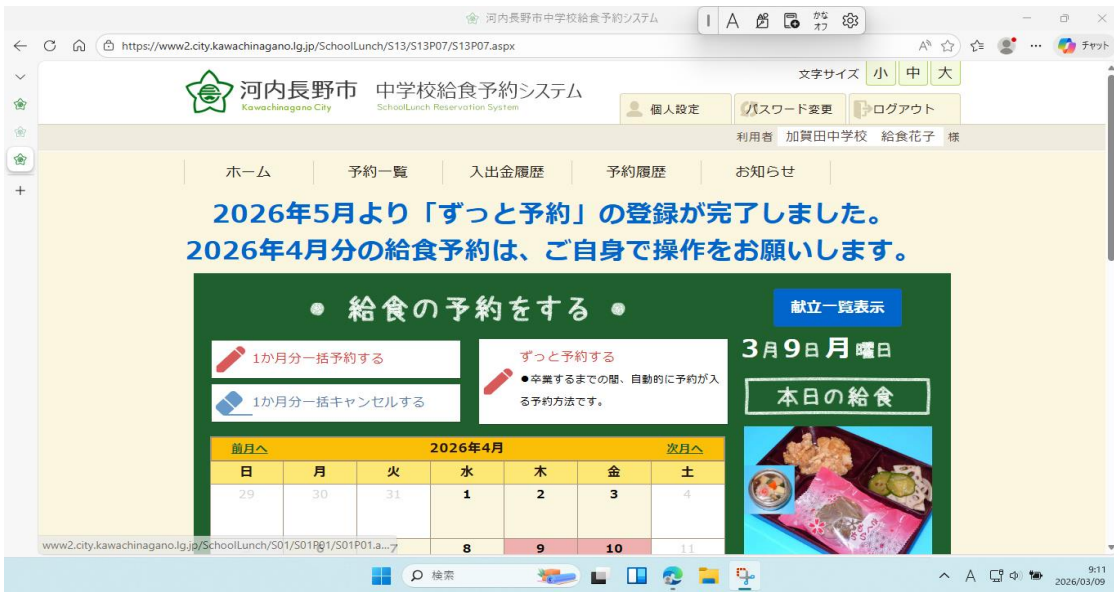 河内長野市中学校給食予約システム
A かな
オフ
https://www2.city.kawachinagano.lg.jp/SchoolLunch/S13/S13P07/S13P07.aspx
チャット
文字サイズ 小 中 大
河内長野市 中学校給食予約システム
Kawachinagano City SchoolLunch Reservation System
個人設定 パスワード変更 ログアウト
利用者 加賀田中学校 給食花子 様
ホーム 予約一覧 入出金履歴 予約履歴 お知らせ
2026年5月より「ずっと予約」の登録が完了しました。
2026年4月分の給食予約は、ご自身で操作をお願いします。
● 給食の予約をする ●
献立一覧表示
1か月分一括予約する
1か月分一括キャンセルする
ずっと予約する
●卒業するまでの間、自動的に予約が入
る予約方法です。
3月9日月曜日
本日の給食
前月へ 2026年4月 次月へ
日 月 火 水 木 金 土
29 30 31 1 2 3 4
7 8 9 10 11
www2.city.kawachinagano.lg.jp/SchoolLunch/S01/S01P01/S01P01.a...
検索
A 9:11
2026/03/09